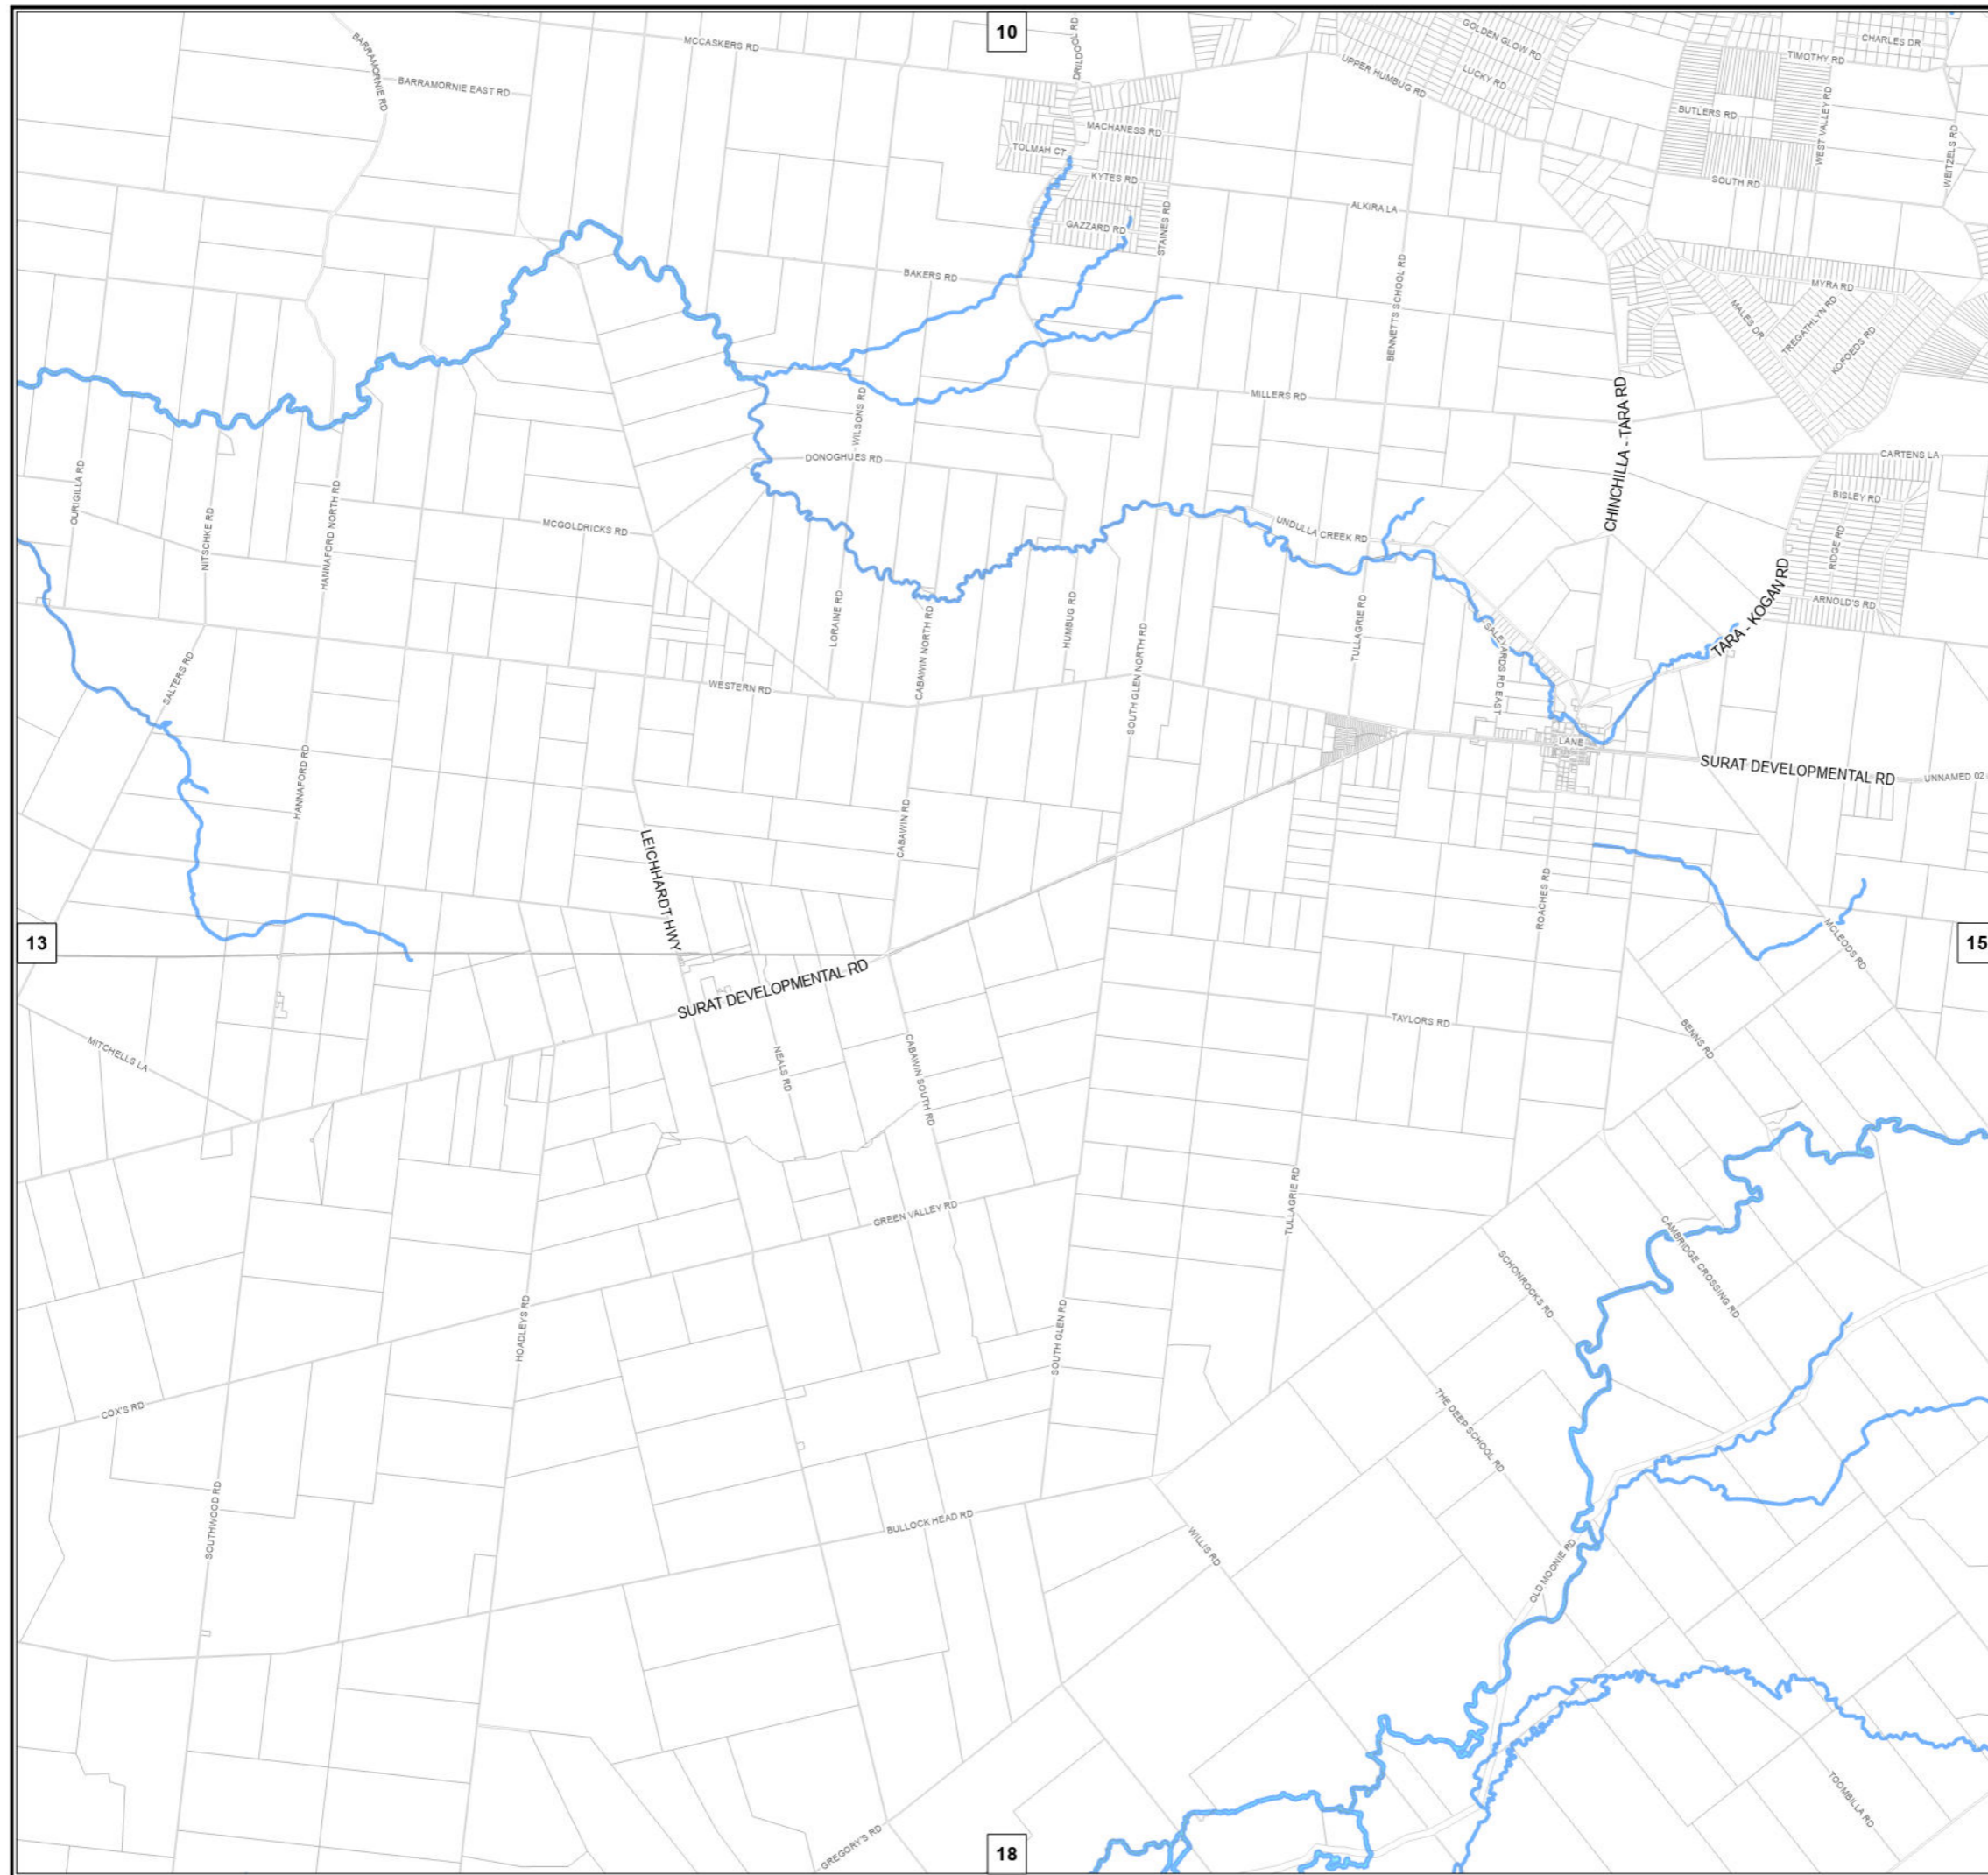 10
DRILDOOL RD
MCCASKERS RD
BARRAMORNIE RD
BARRAMORNIE EAST RD
GOLDEN GLOW RD
UPPER HUMBUG RD
LUCKY RD
CHARLES DR
TIMOTHY RD
BUTLERS RD
WEST VALLEY RD
WEITZELS RD
SOUTH RD
MACHANESS RD
TOLMAH CT
KYTES RD
GAZZARD RD
STAINES RD
ALKIRA LA
BAKERS RD
BENNETTS SCHOOL RD
MYRA RD
MALES DR
TREGATHLYN RD
KOFOEDS RD
MILLERS RD
CHINCHILLA - TARA RD
WILSONS RD
DONOGHUES RD
CARTENS LA
BISLEY RD
RIDGE RD
ARNOLD'S RD
OURIGILLA RD
NITSCHKE RD
HANNAFORD NORTH RD
MCGOLDRICKS RD
UNDULLA CREEK RD
TARA - KOGAN RD
LORAINE RD
CABAWIN NORTH RD
HUMBUG RD
SOUTH GLEN NORTH RD
TULLAGRIE RD
SALEYARDS RD EAST
SALTERS RD
WESTERN RD
LANE
SURAT DEVELOPMENTAL RD
UNNAMED 02
HANNAFORD RD
LEICHHARDT HWY
CABAWIN RD
ROACHES RD
MCLEODS RD
13
15
SURAT DEVELOPMENTAL RD
TAYLORS RD
BENNS RD
MITCHELLS LA
NEALS RD
CABAWIN SOUTH RD
TULLAGRIE RD
GREEN VALLEY RD
CAMBRIDGE CROSSING RD
SCHONROCKS RD
HOADLEYS RD
SOUTH GLEN RD
COX'S RD
THE DEEP SCHOOL RD
SOUTHWOOD RD
BULLOCK HEAD RD
WILLIS RD
OLD MOONIE RD
TOOMBILLA RD
GREGORY'S RD
18